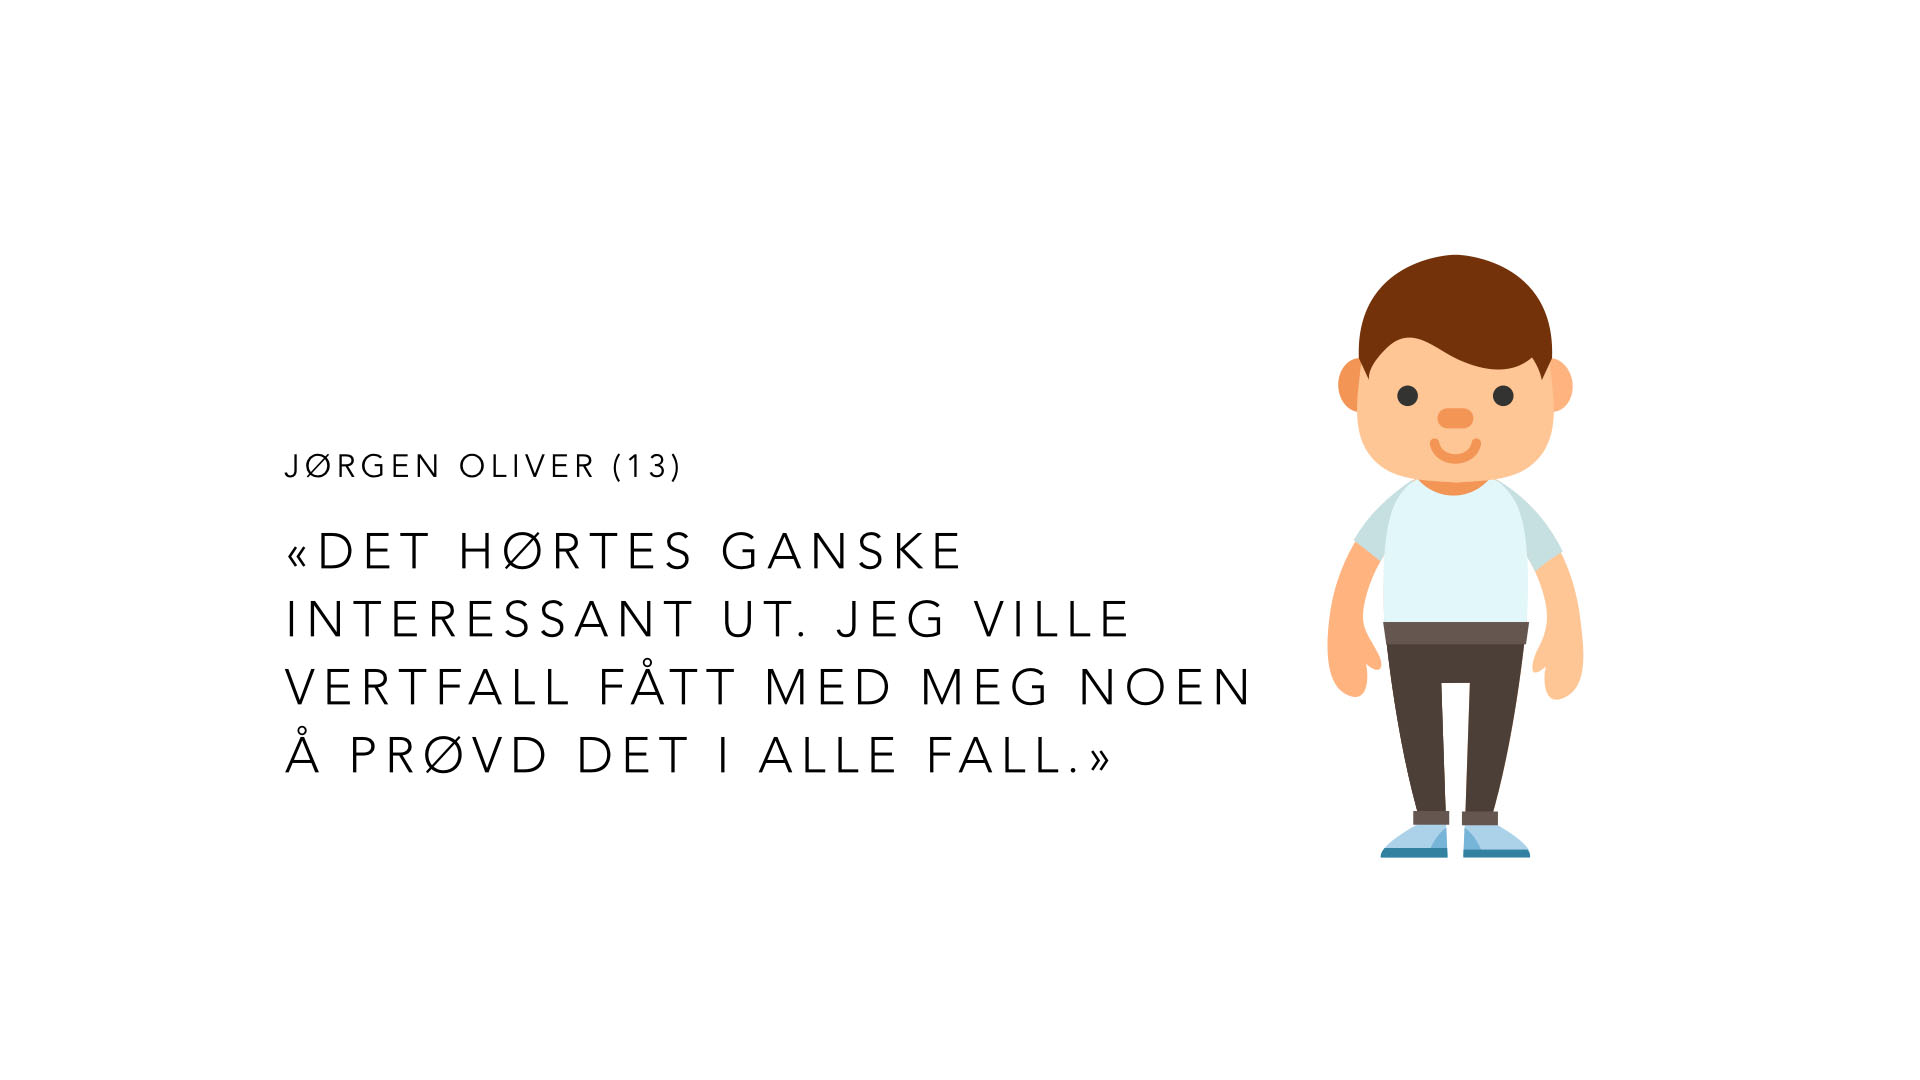 JØRGEN OLIVER (13)
«DET HØRTES GANSKE
INTERESSANT UT. JEG VILLE
VERTFALL FÅTT MED MEG NOEN
Å PRØVD DET I ALLE FALL.»